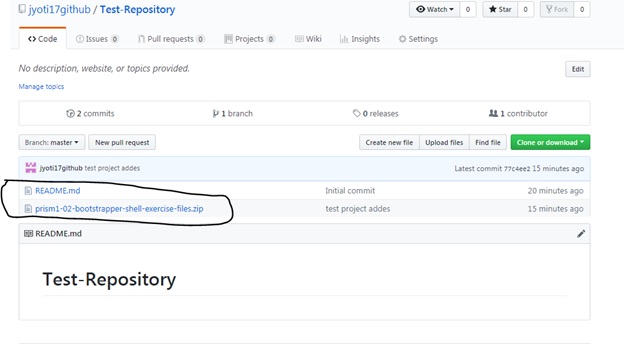 jyoti17github / Test-Repository Watch 0 Star 0 Fork 0
Code Issues 0 Pull requests 0 Projects 0 Wiki Insights Settings
No description, website, or topics provided. Edit
Manage topics
2 commits 1 branch 0 releases 1 contributor
Branch: master New pull request Create new file Upload files Find file Clone or download
jyoti17github test project addes Latest commit 77c4ee2 15 minutes ago
README.md Initial commit 20 minutes ago
prism1-02-bootstrapper-shell-exercise-files.zip test project addes 15 minutes ago
README.md
Test-Repository